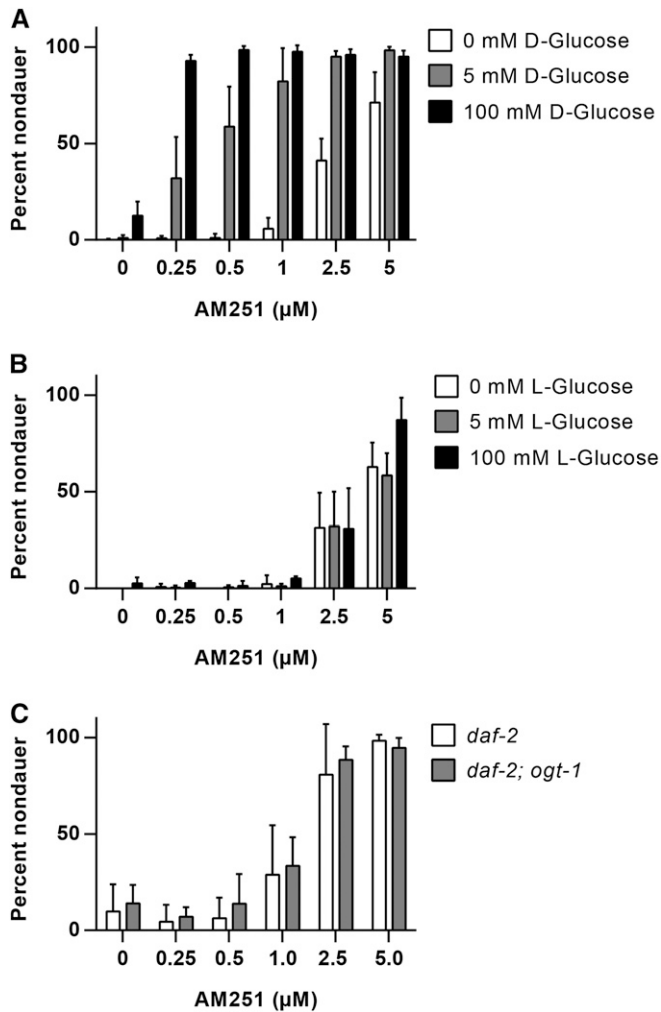 A
Percent nondauer
100
50
0
0 0.25 0.5 1 2.5 5
AM251 (µM)
0 mM D-Glucose
5 mM D-Glucose
100 mM D-Glucose
B
Percent nondauer
100
50
0
0 0.25 0.5 1 2.5 5
AM251 (µM)
0 mM L-Glucose
5 mM L-Glucose
100 mM L-Glucose
C
Percent nondauer
100
50
0
0 0.25 0.5 1.0 2.5 5.0
AM251 (µM)
daf-2
daf-2; ogt-1